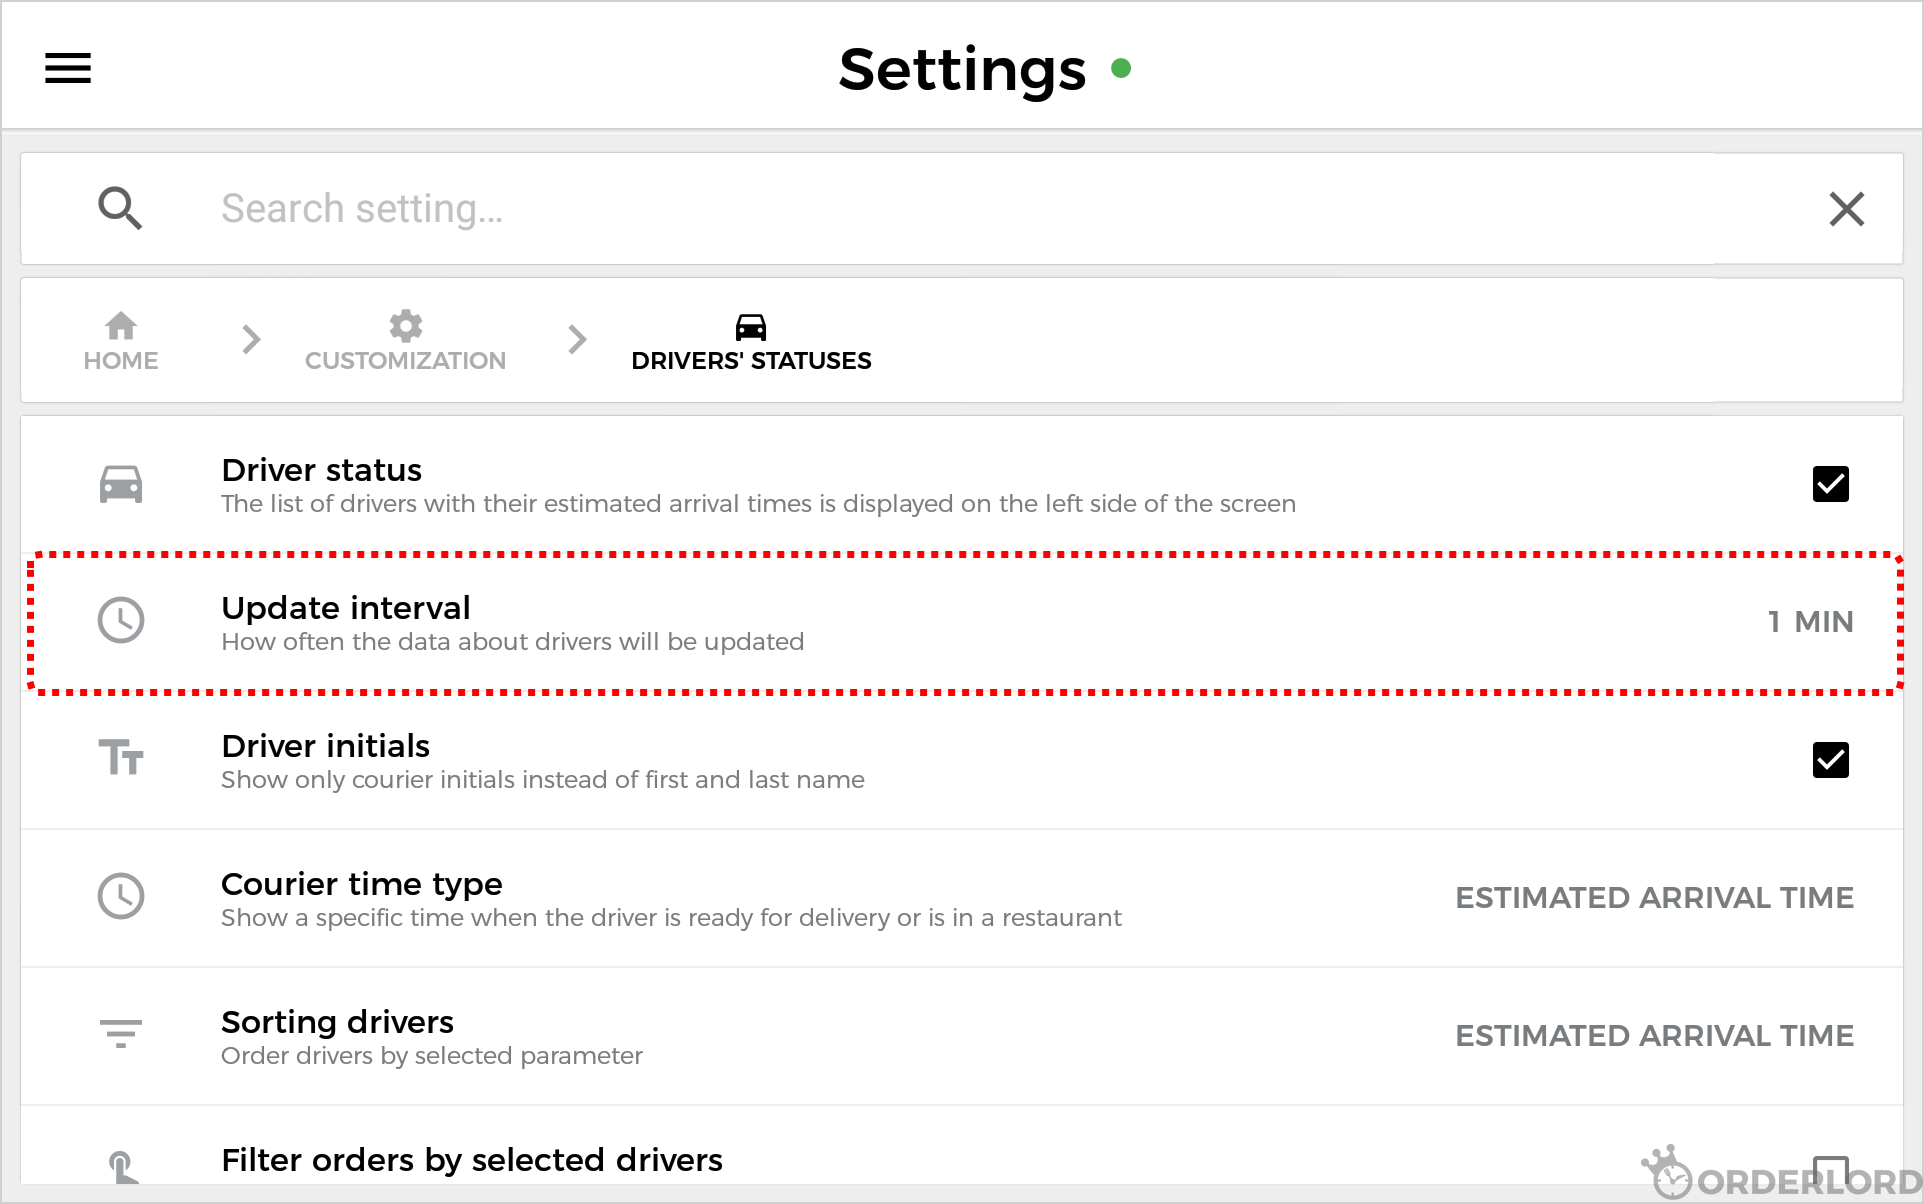 Settings
Search setting...
HOME
CUSTOMIZATION
DRIVERS' STATUSES
Driver status
The list of drivers with their estimated arrival times is displayed on the left side of the screen
Update interval
How often the data about drivers will be updated
1 MIN
Driver initials
Show only courier initials instead of first and last name
Courier time type
Show a specific time when the driver is ready for delivery or is in a restaurant
ESTIMATED ARRIVAL TIME
Sorting drivers
Order drivers by selected parameter
ESTIMATED ARRIVAL TIME
Filter orders by selected drivers
ORDERLORD